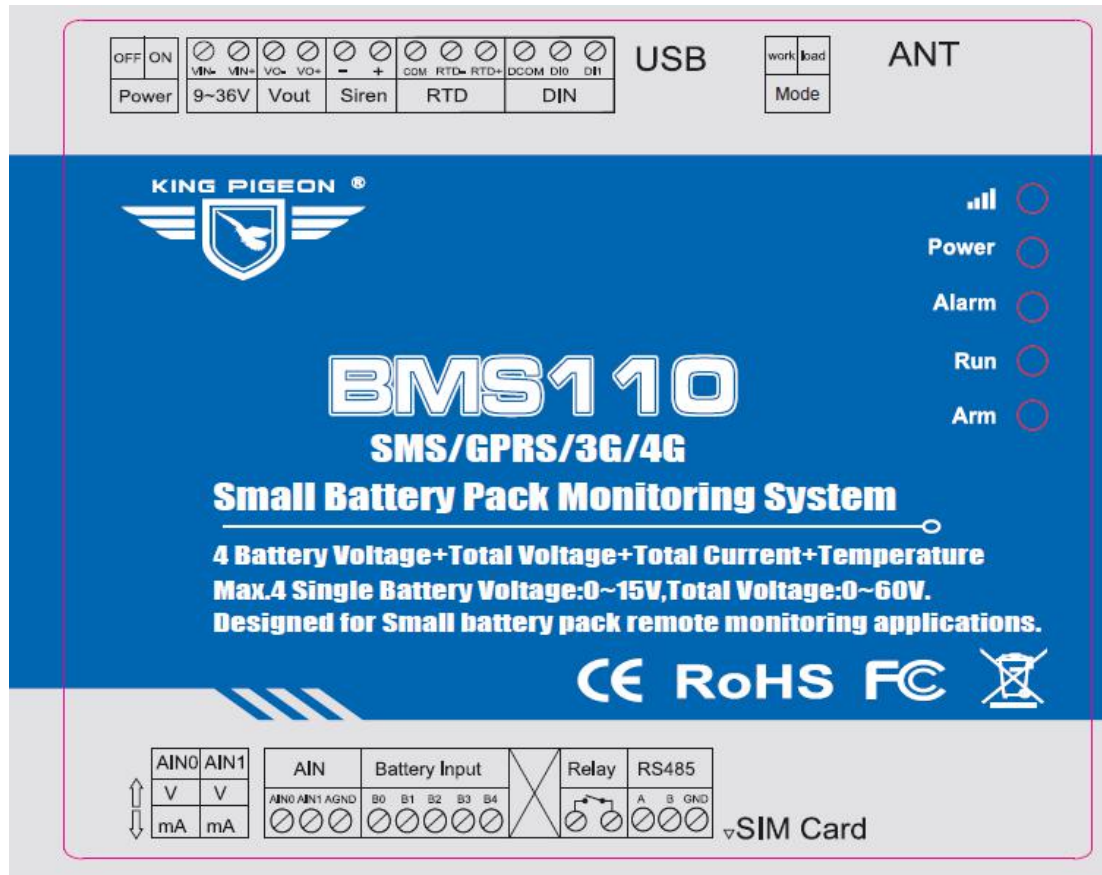 OFF ON
VIN- VIN+ VO- VO+ - + COM RTD- RTD+ DCOM DI0 DI1
Power 9~36V Vout Siren RTD DIN
USB
work load
Mode
ANT
KING PIGEON ®
Power
Alarm
Run
Arm
BMS110
SMS/GPRS/3G/4G
Small Battery Pack Monitoring System
4 Battery Voltage+Total Voltage+Total Current+Temperature
Max.4 Single Battery Voltage:0~15V,Total Voltage:0~60V.
Designed for Small battery pack remote monitoring applications.
CE RoHS FC
AIN0 AIN1
V V
mA mA
AIN Battery Input Relay RS485
AIN0 AIN1 AGND B0 B1 B2 B3 B4 A B GND
▿SIM Card